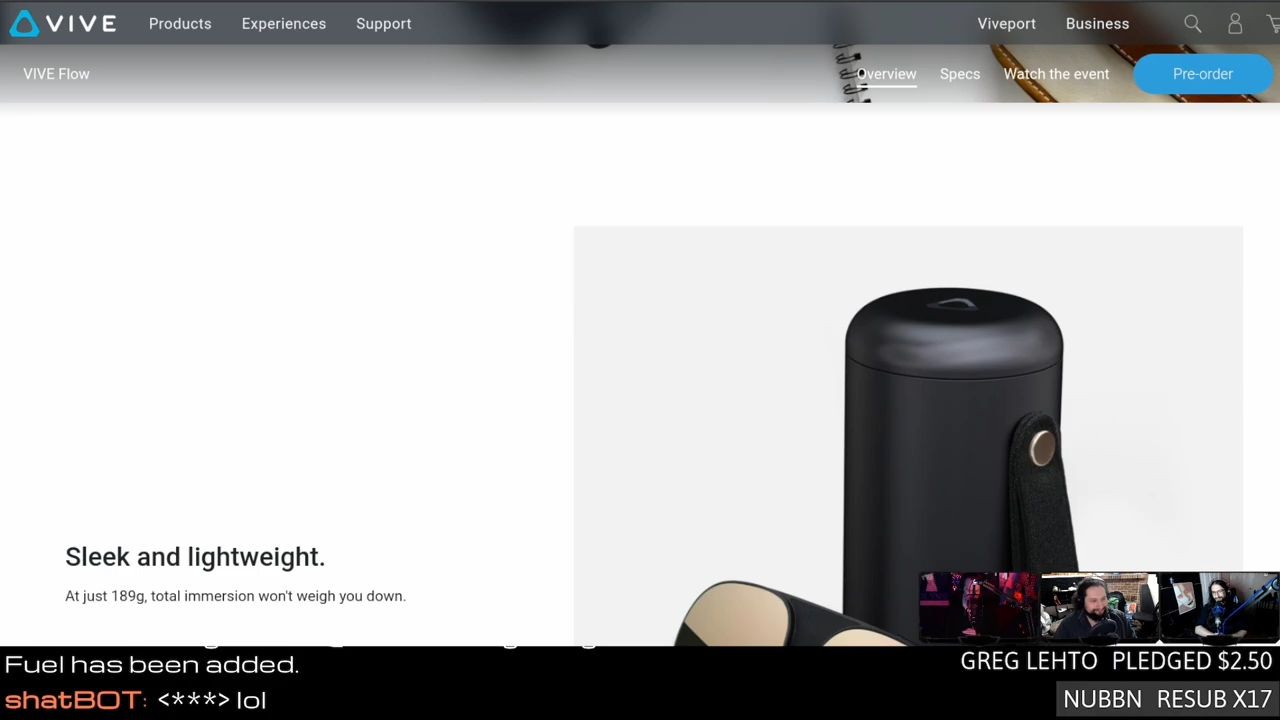 VIVE Products Experiences Support Viveport Business
VIVE Flow Overview Specs Watch the event Pre-order
Sleek and lightweight.
At just 189g, total immersion won't weigh you down.
Fuel has been added.
shatBOT: <***> lol
GREG LEHTO PLEDGED $2.50
NUBBN RESUB X17